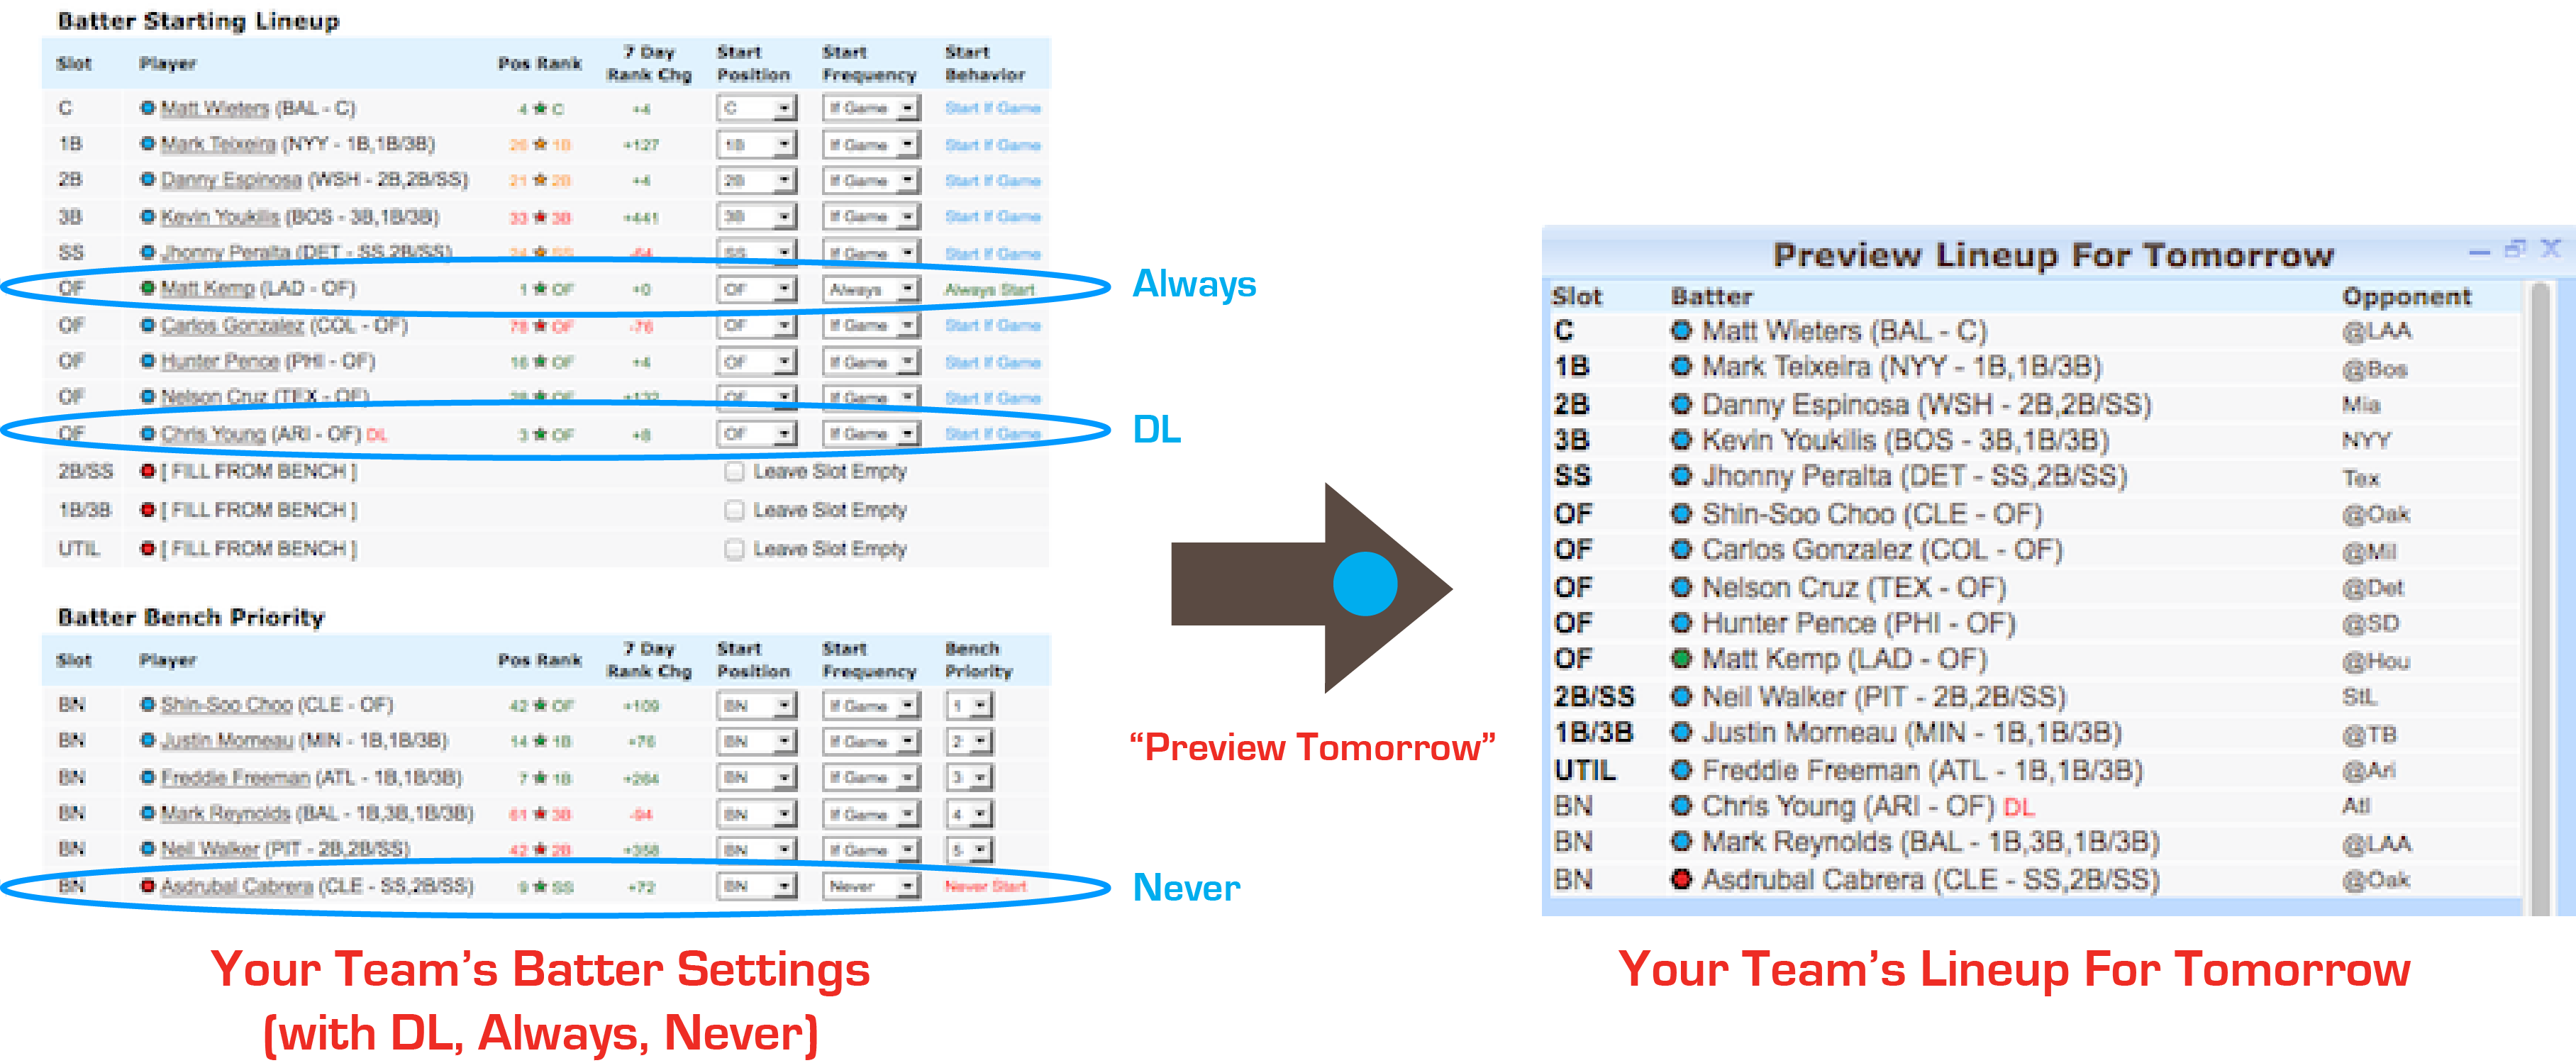 Batter Starting Lineup
Slot Player Pos Rank 7 Day Rank Chg Start Position Start Frequency Start Behavior
C Matt Wieters (BAL - C) 4 ★ C +4 C If Game Start If Game
1B Mark Teixeira (NYY - 1B,1B/3B) 26 ★ 1B +127 1B If Game Start If Game
2B Danny Espinosa (WSH - 2B,2B/SS) 21 ★ 2B +4 2B If Game Start If Game
3B Kevin Youkilis (BOS - 3B,1B/3B) 33 ★ 3B +441 3B If Game Start If Game
SS Jhonny Peralta (DET - SS,2B/SS) 24 ★ SS -64 SS If Game Start If Game
OF Matt Kemp (LAD - OF) 1 ★ OF +0 OF Always Always Start
Always
OF Carlos Gonzalez (COL - OF) 78 ★ OF -76 OF If Game Start If Game
OF Hunter Pence (PHI - OF) 16 ★ OF +4 OF If Game Start If Game
OF Nelson Cruz (TEX - OF) 28 ★ OF +132 OF If Game Start If Game
OF Chris Young (ARI - OF) DL 3 ★ OF +8 OF If Game Start If Game
DL
2B/SS [ FILL FROM BENCH ] Leave Slot Empty
1B/3B [ FILL FROM BENCH ] Leave Slot Empty
UTIL [ FILL FROM BENCH ] Leave Slot Empty
Batter Bench Priority
Slot Player Pos Rank 7 Day Rank Chg Start Position Start Frequency Bench Priority
BN Shin-Soo Choo (CLE - OF) 42 ★ OF +109 BN If Game 1
BN Justin Morneau (MIN - 1B,1B/3B) 14 ★ 1B +76 BN If Game 2
BN Freddie Freeman (ATL - 1B,1B/3B) 7 ★ 1B +264 BN If Game 3
BN Mark Reynolds (BAL - 1B,3B,1B/3B) 61 ★ 3B -94 BN If Game 4
BN Neil Walker (PIT - 2B,2B/SS) 42 ★ 2B +358 BN If Game 5
BN Asdrubal Cabrera (CLE - SS,2B/SS) 9 ★ SS +72 BN Never Never Start
Never
Your Team's Batter Settings
(with DL, Always, Never)
“Preview Tomorrow”
Preview Lineup For Tomorrow
Slot Batter Opponent
C Matt Wieters (BAL - C) @LAA
1B Mark Teixeira (NYY - 1B,1B/3B) @Bos
2B Danny Espinosa (WSH - 2B,2B/SS) Mia
3B Kevin Youkilis (BOS - 3B,1B/3B) NYY
SS Jhonny Peralta (DET - SS,2B/SS) Tex
OF Shin-Soo Choo (CLE - OF) @Oak
OF Carlos Gonzalez (COL - OF) @Mil
OF Nelson Cruz (TEX - OF) @Det
OF Hunter Pence (PHI - OF) @SD
OF Matt Kemp (LAD - OF) @Hou
2B/SS Neil Walker (PIT - 2B,2B/SS) StL
1B/3B Justin Morneau (MIN - 1B,1B/3B) @TB
UTIL Freddie Freeman (ATL - 1B,1B/3B) @Ari
BN Chris Young (ARI - OF) DL Atl
BN Mark Reynolds (BAL - 1B,3B,1B/3B) @LAA
BN Asdrubal Cabrera (CLE - SS,2B/SS) @Oak
Your Team's Lineup For Tomorrow